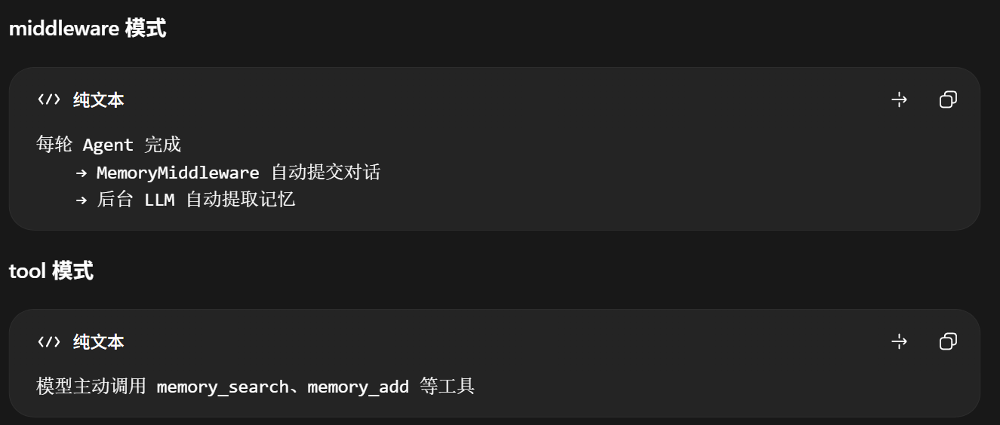 middleware 模式
纯文本
每轮 Agent 完成
→ MemoryMiddleware 自动提交对话
→ 后台 LLM 自动提取记忆
tool 模式
纯文本
模型主动调用 memory_search、memory_add 等工具